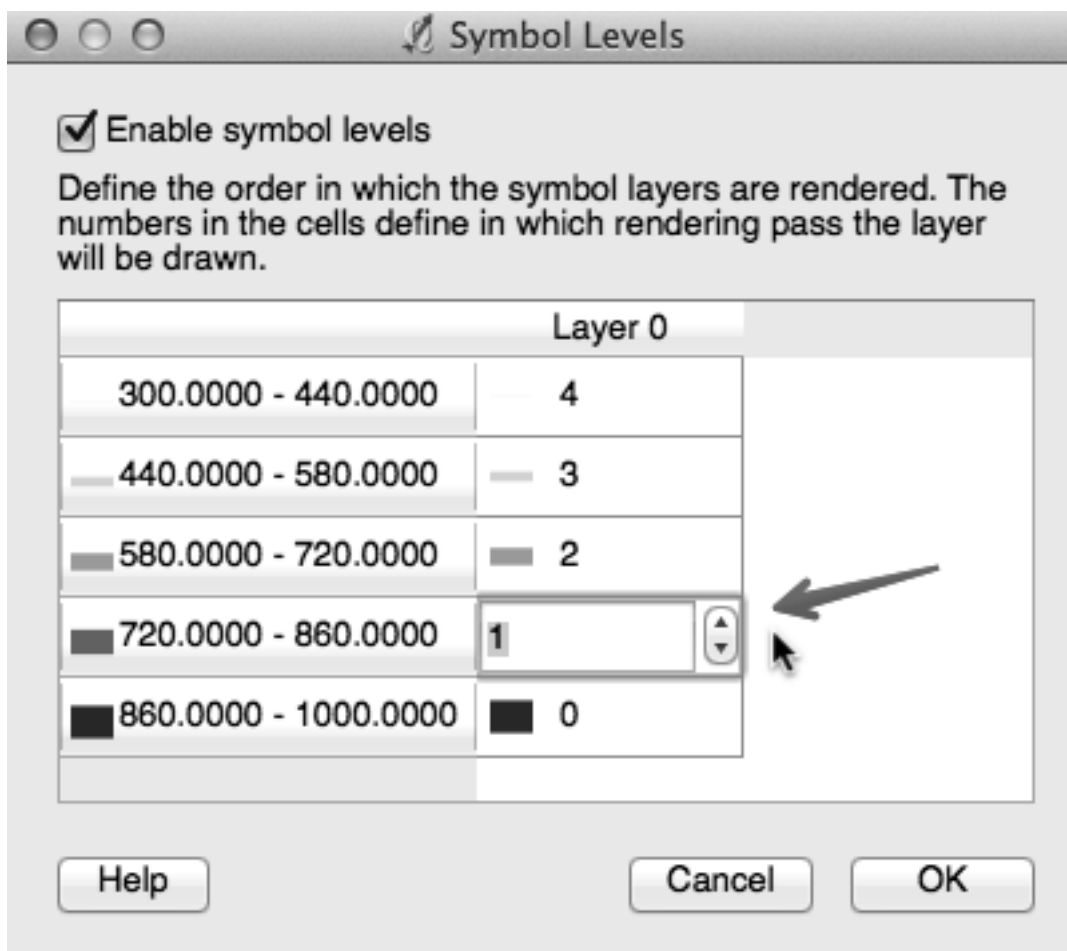 Symbol Levels
Enable symbol levels
Define the order in which the symbol layers are rendered. The
numbers in the cells define in which rendering pass the layer
will be drawn.
Layer 0
300.0000 - 440.0000 4
440.0000 - 580.0000 3
580.0000 - 720.0000 2
720.0000 - 860.0000 1
860.0000 - 1000.0000 0
Help Cancel OK